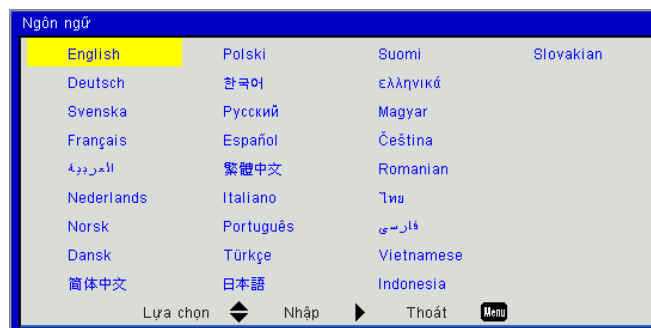 Ngôn ngữ
English Polski Suomi Slovakian
Deutsch 한국어 ελληνικά
Svenska Русский Magyar
Français Español Čeština
العربية 繁體中文 Romanian
Nederlands Italiano ไทย
Norsk Português فارسی
Dansk Türkçe Vietnamese
简体中文 日本語 Indonesia
Lựa chọn Nhập Thoát Menu